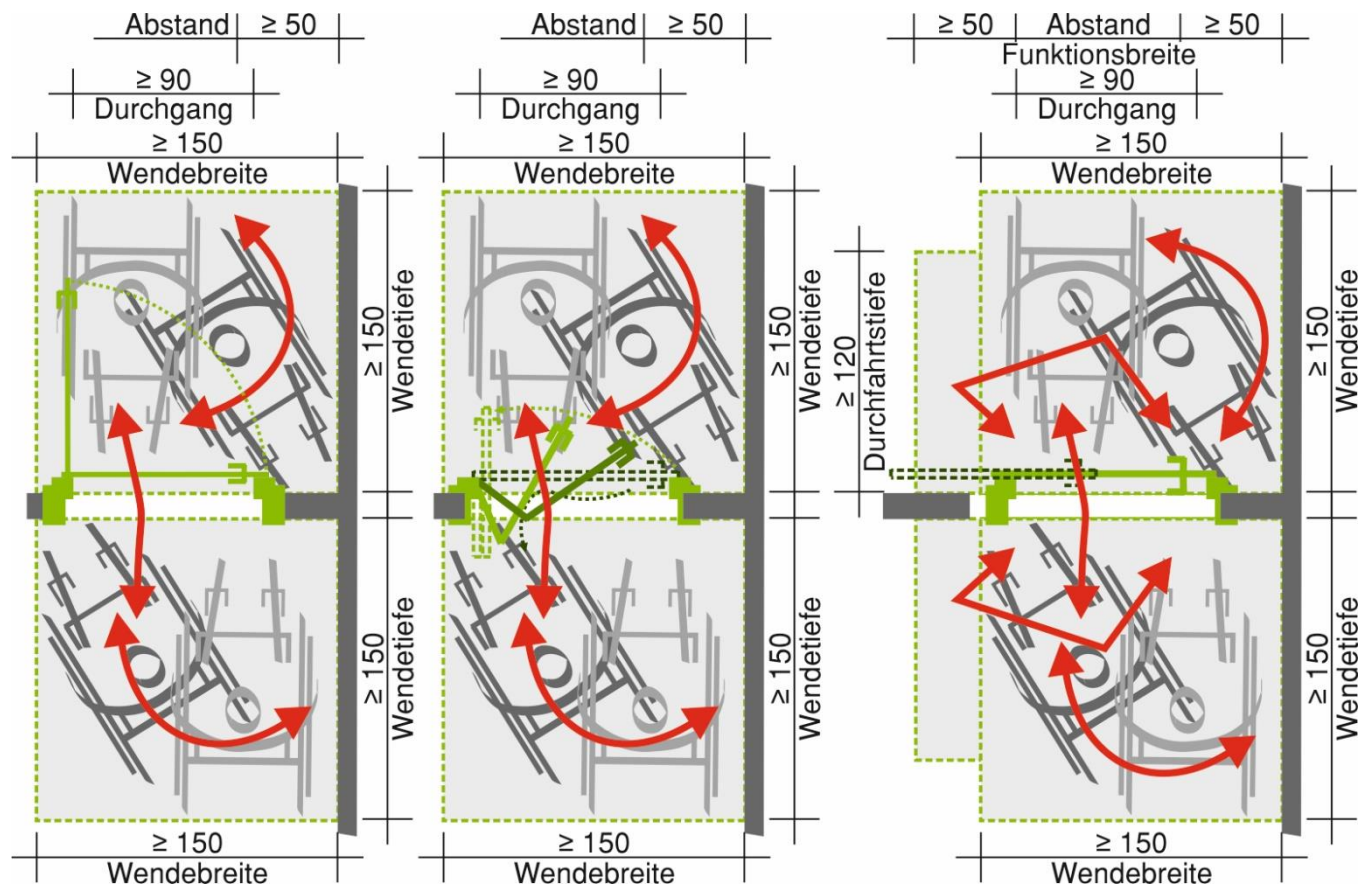 Abstand ≥ 50
≥ 90
Durchgang
≥ 150
Wendebreite
≥150
Wendetiefe
≥150
Wendetiefe
≥ 150
Wendebreite
Abstand ≥ 50
≥ 90
Durchgang
≥ 150
Wendebreite
≥150
Wendetiefe
≥150
Wendetiefe
≥ 150
Wendebreite
≥ 50 Abstand ≥ 50
Funktionsbreite
≥ 90
Durchgang
≥ 150
Wendebreite
≥ 120
Durchfahrtstiefe
≥ 150
Wendetiefe
≥ 150
Wendetiefe
≥ 150
Wendebreite